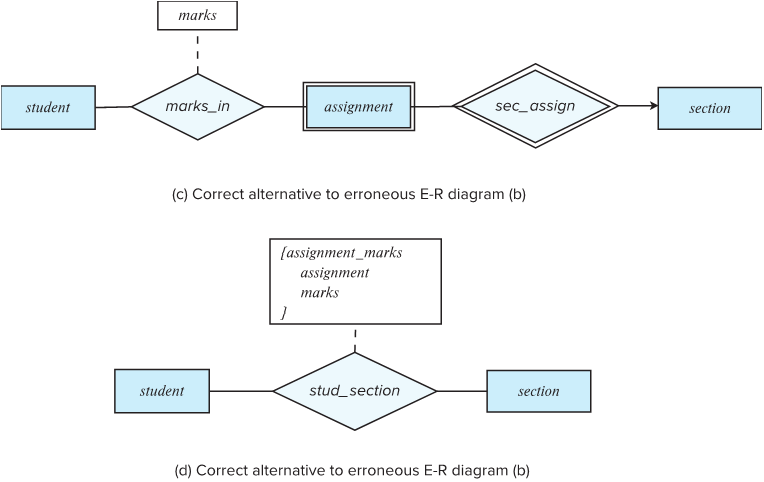 marks
student
marks_in
assignment
sec_assign
section
(c) Correct alternative to erroneous E-R diagram (b)
[assignment_marks
assignment
marks
]
student
stud_section
section
(d) Correct alternative to erroneous E-R diagram (b)